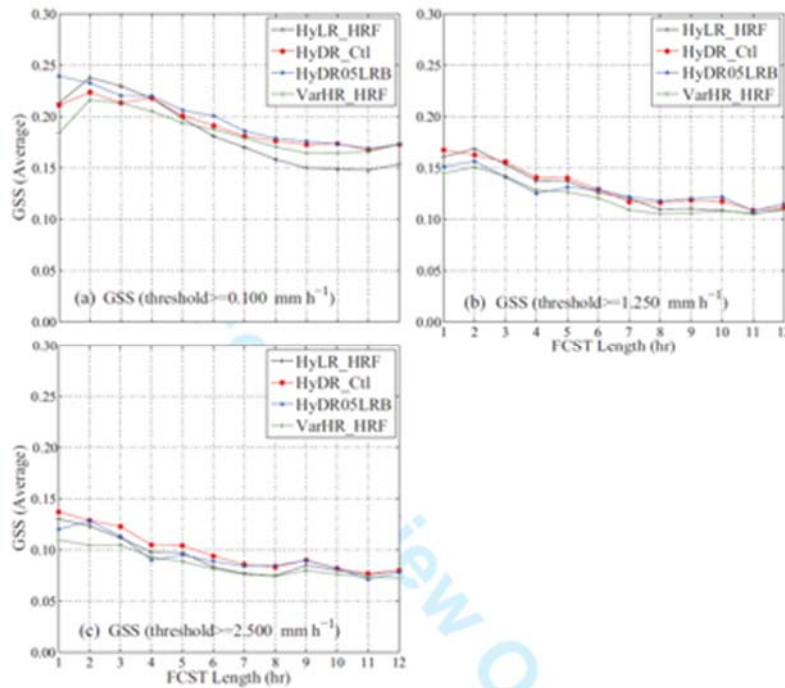 0.30
0.25
0.20
0.15
0.10
0.05
0.00
GSS (Average)
HyLR_HRF
HyDR_Ctl
HyDR05LRB
VarHR_HRF
(a) GSS (threshold>=0.100 mm h⁻¹)
0.30
0.25
0.20
0.15
0.10
0.05
0.00
GSS (Average)
HyLR_HRF
HyDR_Ctl
HyDR05LRB
VarHR_HRF
(b) GSS (threshold>=1.250 mm h⁻¹)
1 2 3 4 5 6 7 8 9 10 11 12
FCST Length (hr)
0.30
0.25
0.20
0.15
0.10
0.05
0.00
GSS (Average)
HyLR_HRF
HyDR_Ctl
HyDR05LRB
VarHR_HRF
(c) GSS (threshold>=2.500 mm h⁻¹)
1 2 3 4 5 6 7 8 9 10 11 12
FCST Length (hr)
iew O